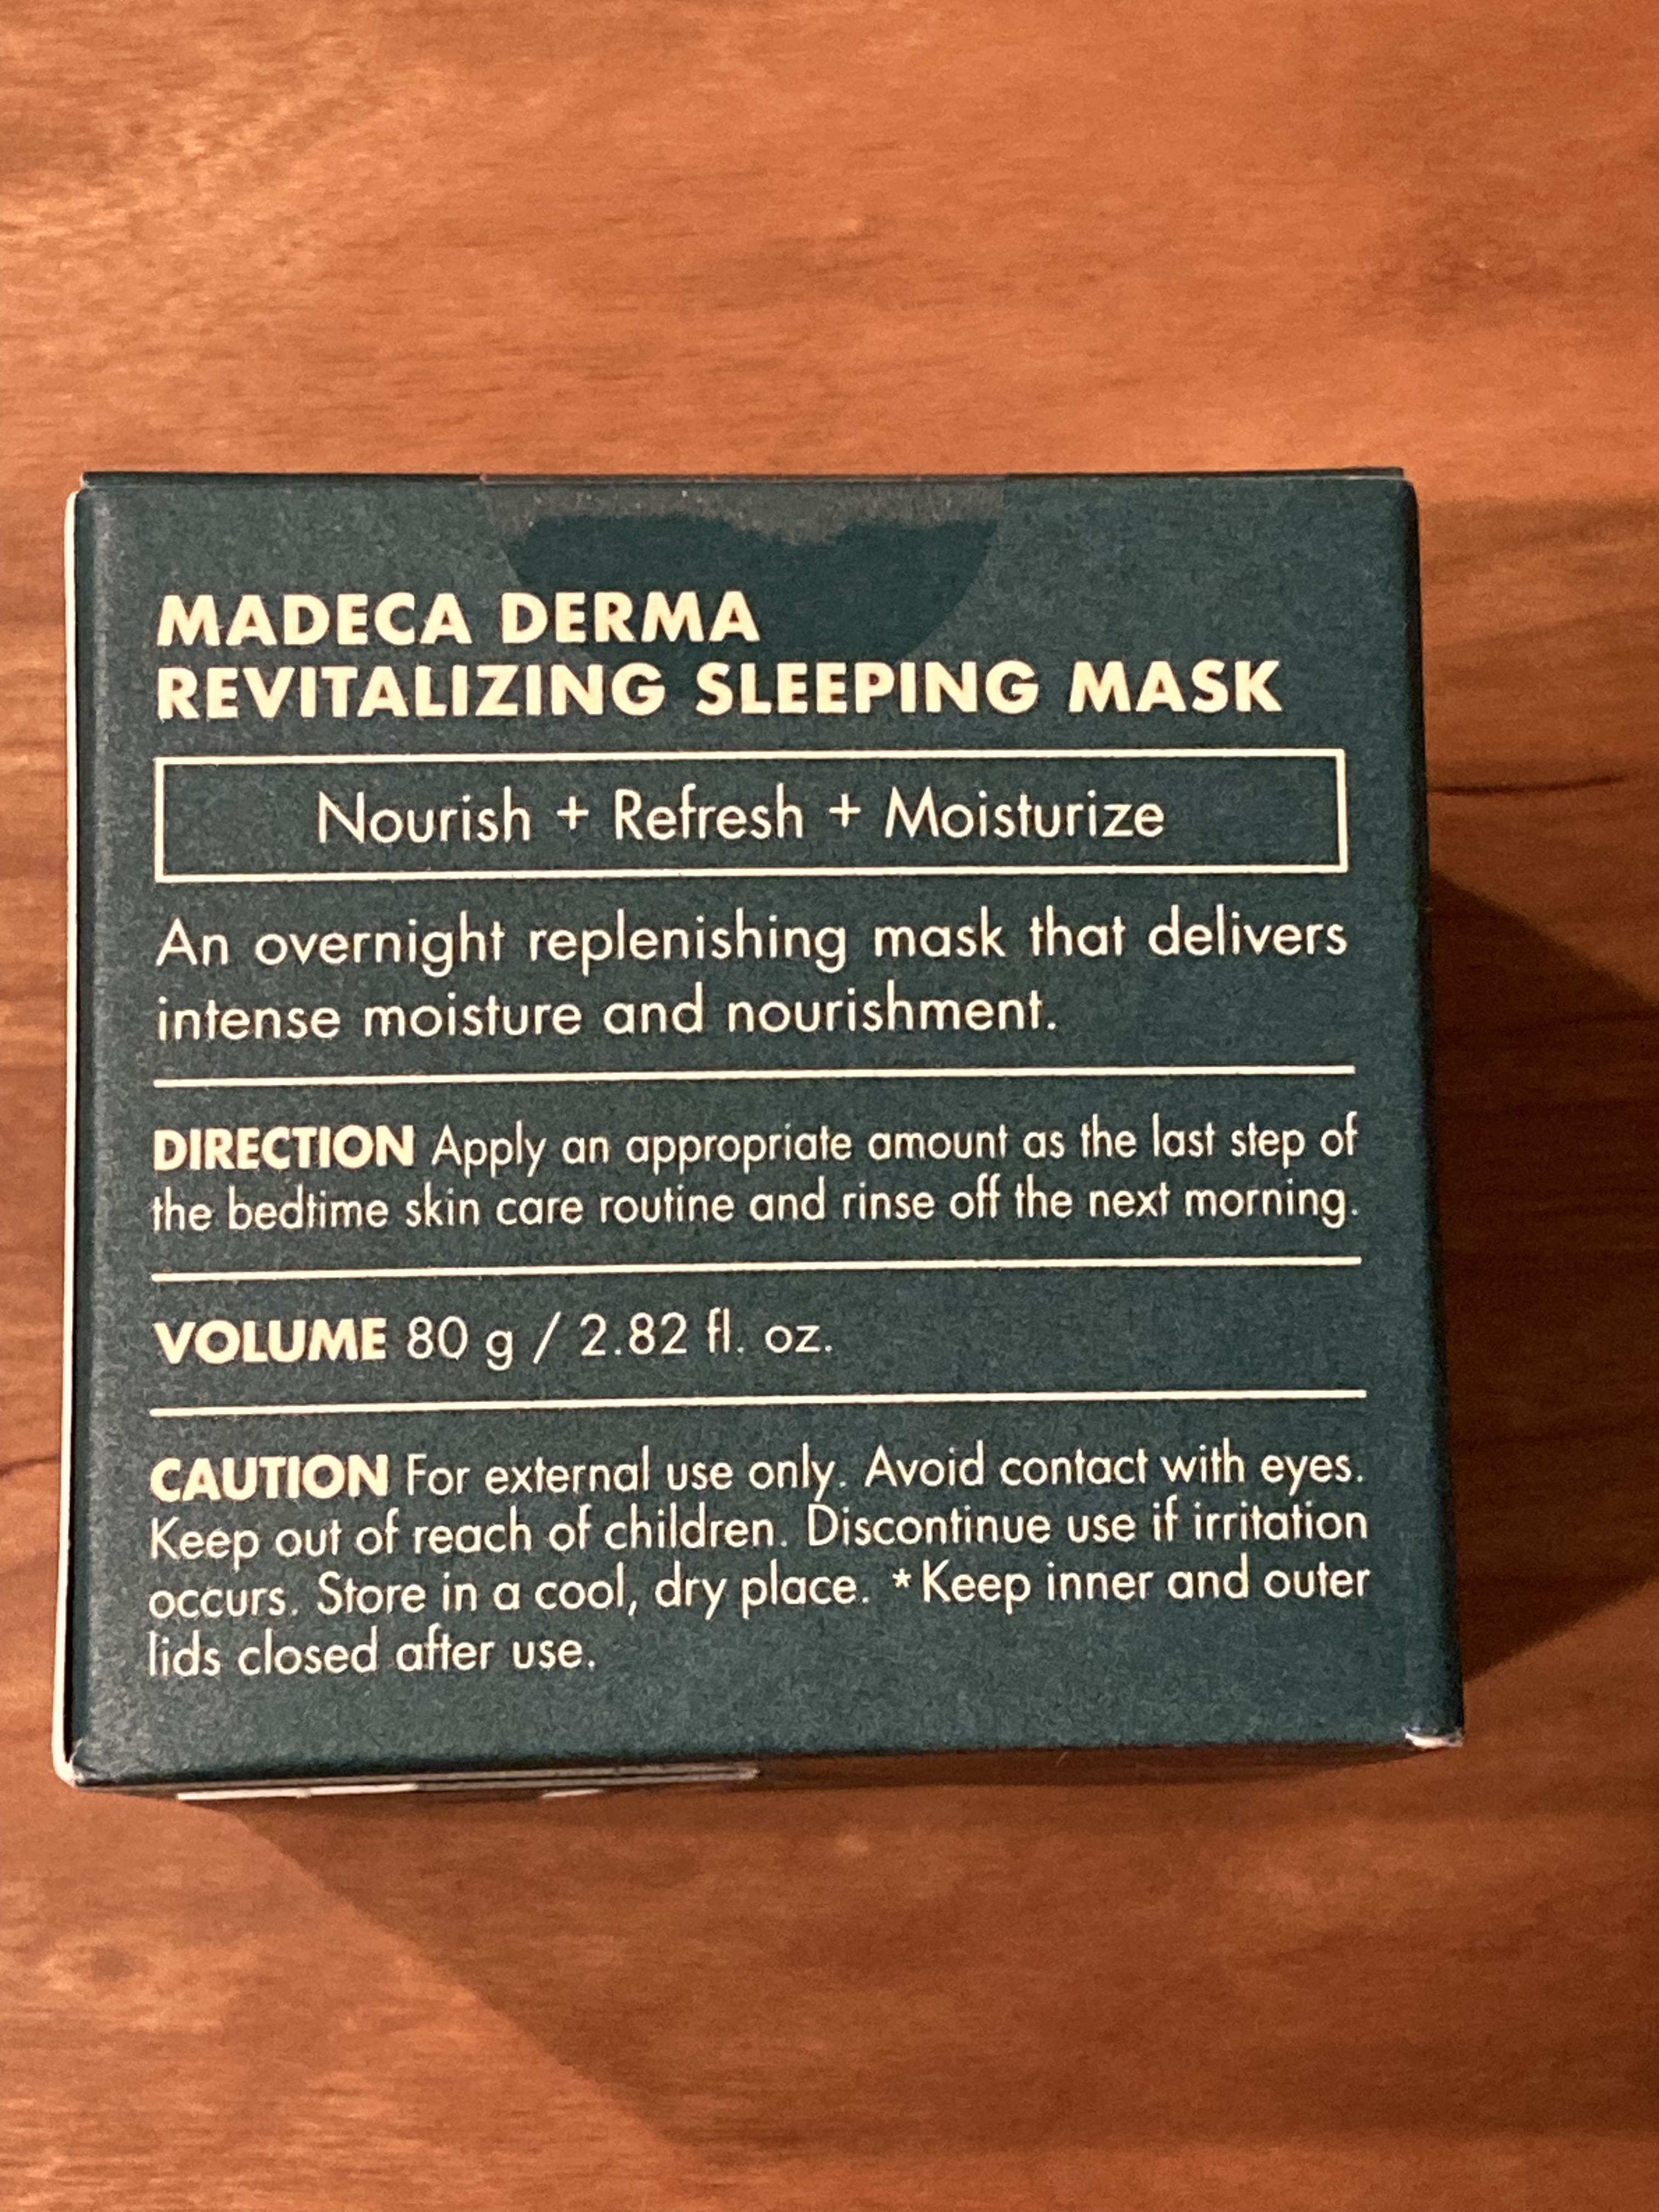 MADECA DERMA
REVITALIZING SLEEPING MASK
Nourish + Refresh + Moisturize
An overnight replenishing mask that delivers
intense moisture and nourishment.
DIRECTION Apply an appropriate amount as the last step of
the bedtime skin care routine and rinse off the next morning.
VOLUME 80 g / 2.82 fl. oz.
CAUTION For external use only. Avoid contact with eyes.
Keep out of reach of children. Discontinue use if irritation
occurs. Store in a cool, dry place. *Keep inner and outer
lids closed after use.